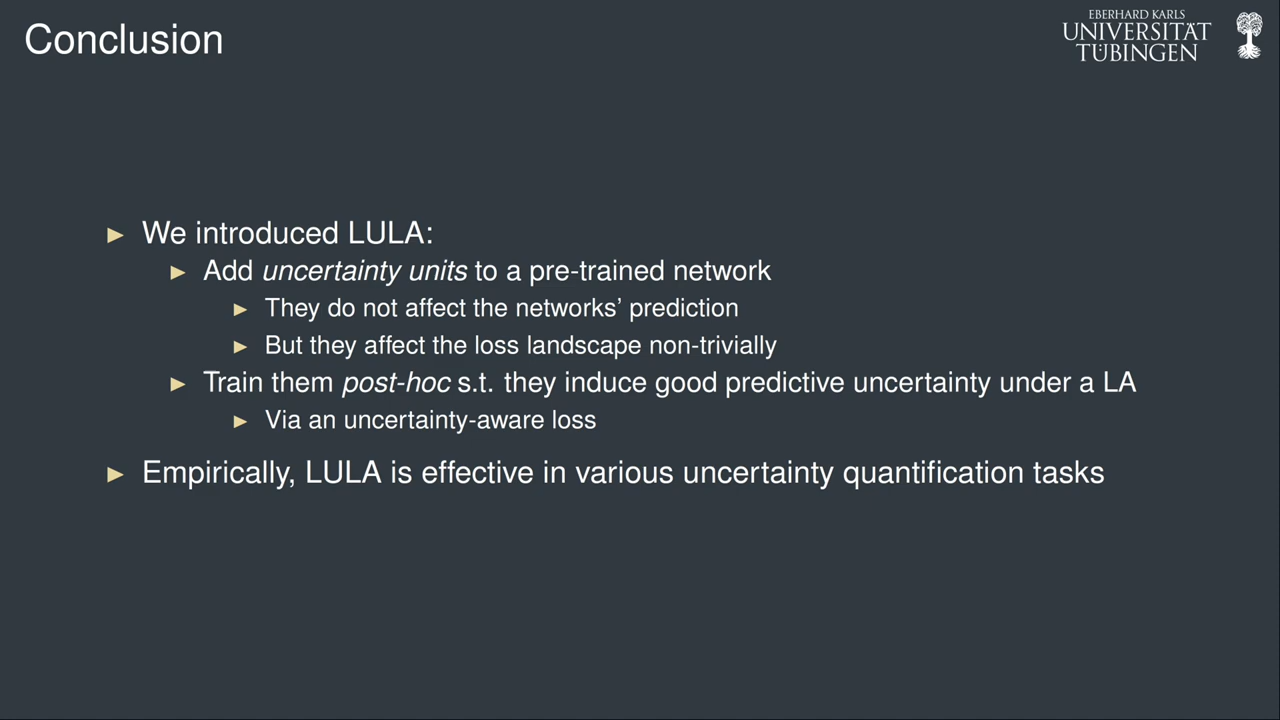 Conclusion
EBERHARD KARLS
UNIVERSITÄT
TÜBINGEN
We introduced LULA:
Add uncertainty units to a pre-trained network
They do not affect the networks’ prediction
But they affect the loss landscape non-trivially
Train them post-hoc s.t. they induce good predictive uncertainty under a LA
Via an uncertainty-aware loss
Empirically, LULA is effective in various uncertainty quantification tasks